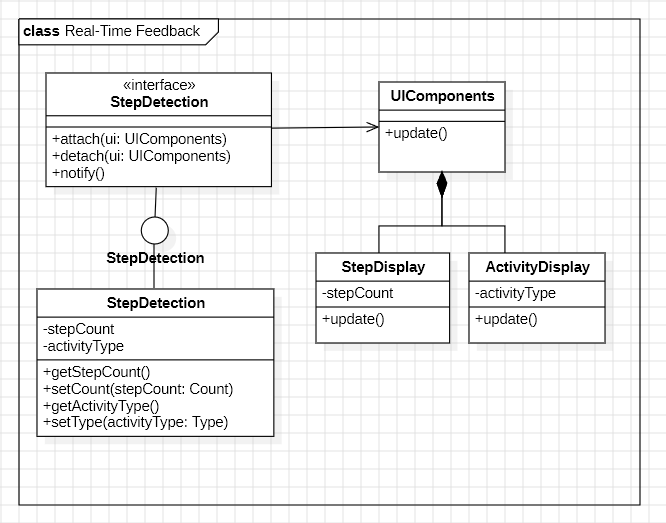 class Real-Time Feedback
«interface»
StepDetection
+attach(ui: UIComponents)
+detach(ui: UIComponents)
+notify()
UIComponents
+update()
StepDetection
StepDetection
-stepCount
-activityType
+getStepCount()
+setCount(stepCount: Count)
+getActivityType()
+setType(activityType: Type)
StepDisplay
-stepCount
+update()
ActivityDisplay
-activityType
+update()